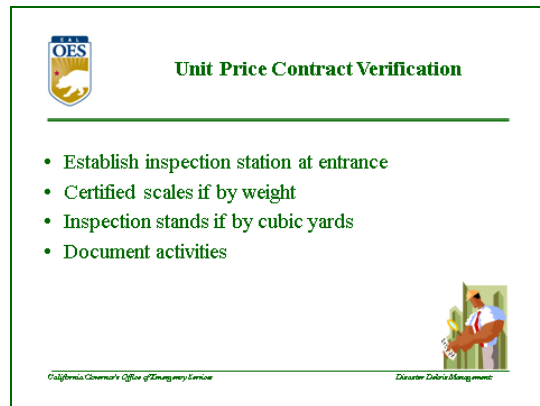 CAL
OES
Unit Price Contract Verification
• Establish inspection station at entrance
• Certified scales if by weight
• Inspection stands if by cubic yards
• Document activities
California Governor's Office of Emergency Services
Disaster Debris Management